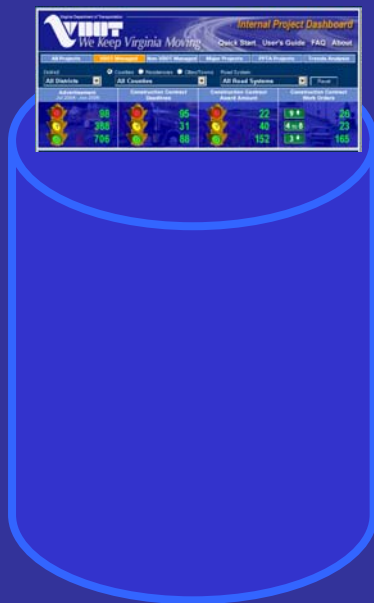 Virginia Department of Transportation
VDOT
We Keep Virginia Moving
Internal Project Dashboard
Quick Start User's Guide FAQ About
All Projects VDOT Managed Non VDOT Managed Major Projects PPTA Projects Trends Analyses
District Counties Residencies Cities/Towns Road System
All Districts All Counties All Road Systems Reset
Advertisement
Construction Contract Deadlines
Construction Contract Award Amount
Construction Contract Work Orders
98 95 22 26
388 31 40 23
706 88 152 165